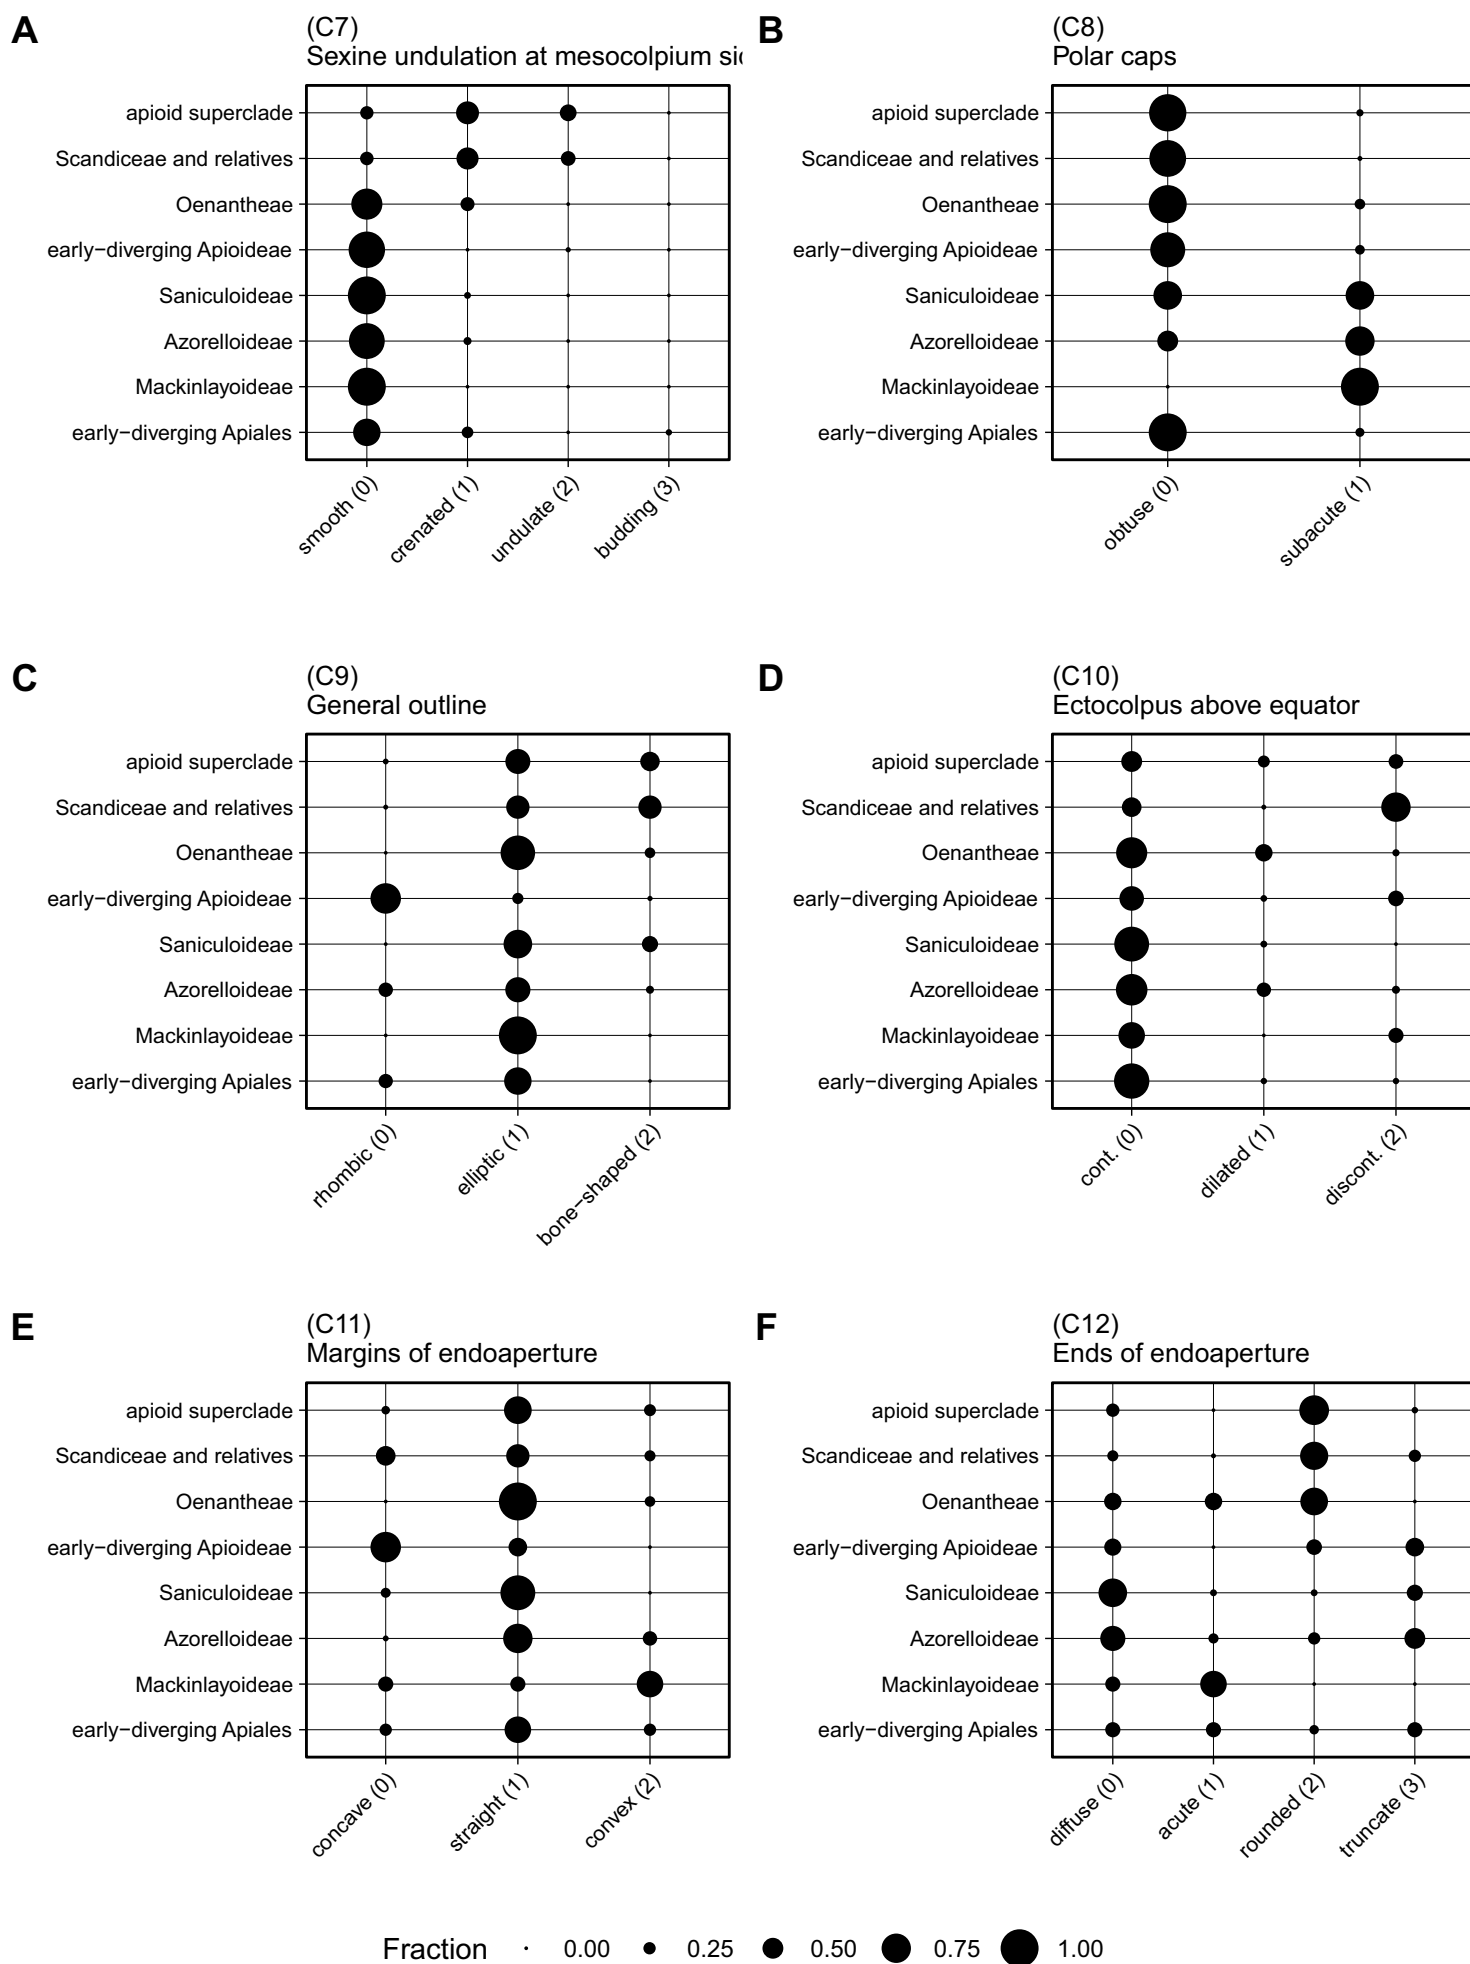 A
(C7)
Sexine undulation at mesocolpium
apioid superclade
Scandiceae and relatives
Oenantheae
early−diverging Apioideae
Saniculoideae
Azorelloideae
Mackinlayoideae
early−diverging Apiales
smooth (0)
crenated (1)
undulate (2)
budding (3)
B
(C8)
Polar caps
apioid superclade
Scandiceae and relatives
Oenantheae
early−diverging Apioideae
Saniculoideae
Azorelloideae
Mackinlayoideae
early−diverging Apiales
obtuse (0)
subacute (1)
C
(C9)
General outline
apioid superclade
Scandiceae and relatives
Oenantheae
early−diverging Apioideae
Saniculoideae
Azorelloideae
Mackinlayoideae
early−diverging Apiales
rhombic (0)
elliptic (1)
bone−shaped (2)
D
(C10)
Ectocolpus above equator
apioid superclade
Scandiceae and relatives
Oenantheae
early−diverging Apioideae
Saniculoideae
Azorelloideae
Mackinlayoideae
early−diverging Apiales
cont. (0)
dilated (1)
discont. (2)
E
(C11)
Margins of endoaperture
apioid superclade
Scandiceae and relatives
Oenantheae
early−diverging Apioideae
Saniculoideae
Azorelloideae
Mackinlayoideae
early−diverging Apiales
concave (0)
straight (1)
convex (2)
F
(C12)
Ends of endoaperture
apioid superclade
Scandiceae and relatives
Oenantheae
early−diverging Apioideae
Saniculoideae
Azorelloideae
Mackinlayoideae
early−diverging Apiales
diffuse (0)
acute (1)
rounded (2)
truncate (3)
Fraction 0.00 0.25 0.50 0.75 1.00